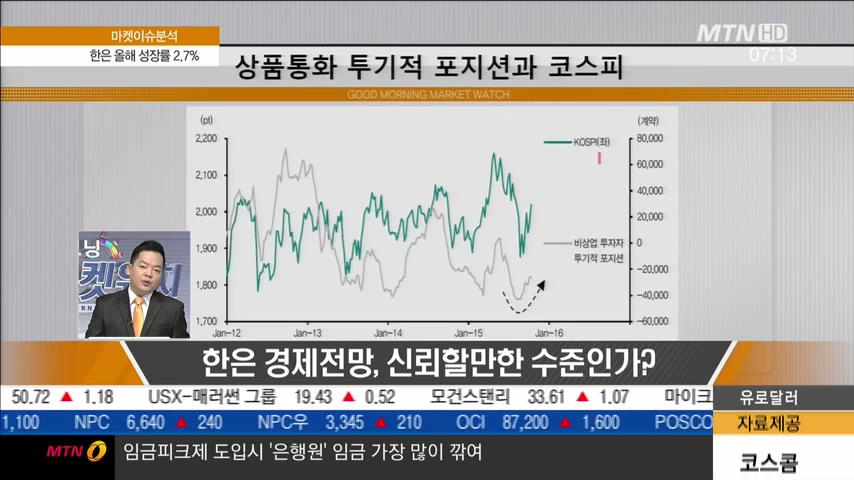 마켓이슈분석
한은 올해 성장률 2.7%
MTN HD
07:13
상품통화 투기적 포지션과 코스피
GOOD MORNING MARKET WATCH
(pt)
(계약)
2,200
2,100
2,000
1,900
1,800
1,700
80,000
60,000
40,000
20,000
0
-20,000
-40,000
-60,000
KOSPI(좌)
비상업 투자자
투기적 포지션
Jan-12 Jan-13 Jan-14 Jan-15 Jan-16
한은 경제전망, 신뢰할만한 수준인가?
50.72 ▲ 1.18 USX-매러썬 그룹 19.43 ▲ 0.52 모건스탠리 33.61 ▲ 1.07 마이크
1,100 NPC 6,640 ▲ 240 NPC우 3,345 ▲ 210 OCI 87,200 ▲ 1,600 POSCO
유로달러
자료제공
코스콤
MTN
임금피크제 도입시 '은행원' 임금 가장 많이 깎여